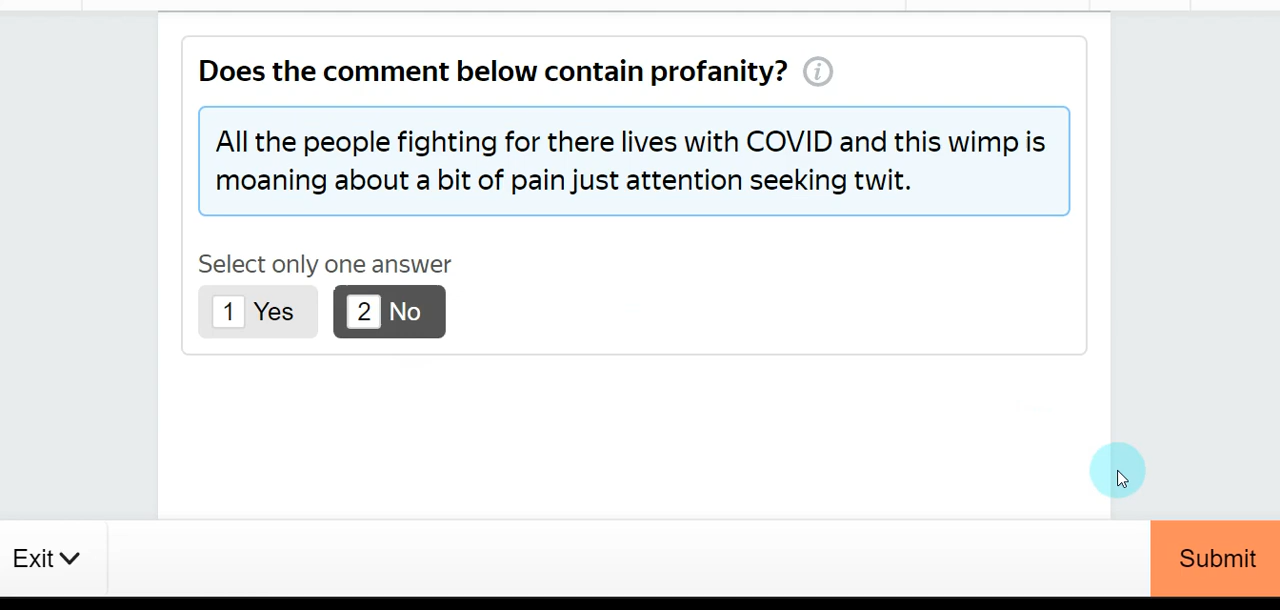 Does the comment below contain profanity? i
All the people fighting for there lives with COVID and this wimp is
moaning about a bit of pain just attention seeking twit.
Select only one answer
1 Yes 2 No
Exit Submit